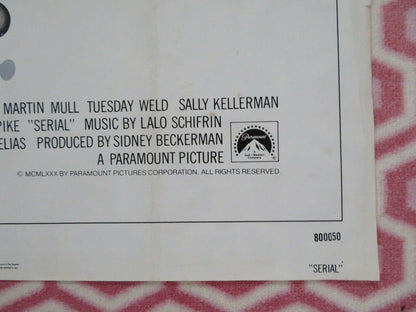 MARTIN MULL TUESDAY WELD SALLY KELLERMAN
PIKE "SERIAL" MUSIC BY LALO SCHIFRIN
ELIAS PRODUCED BY SIDNEY BECKERMAN
A PARAMOUNT PICTURE
Paramount
© MCMLXXX BY PARAMOUNT PICTURES CORPORATION. ALL RIGHTS RESERVED.
800050
"SERIAL"